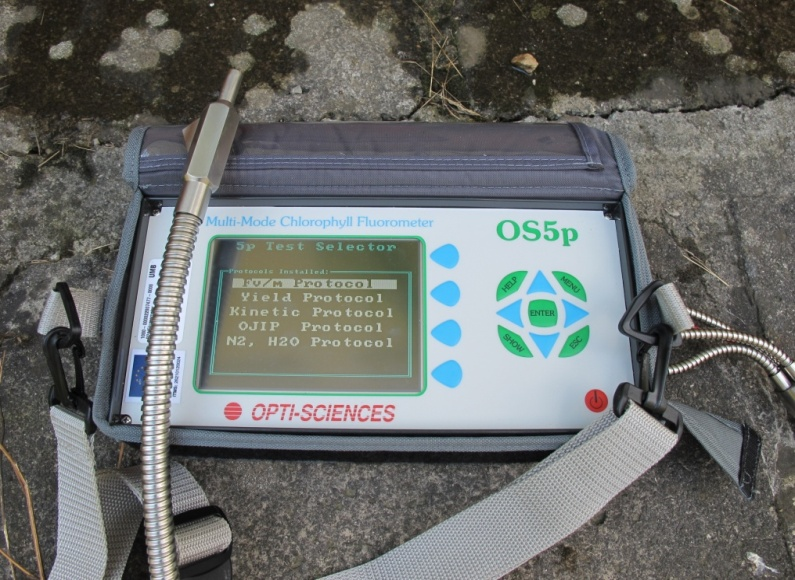 Multi-Mode Chlorophyll Fluorometer
OS5p
5p Test Selector
Protocols Installed:
Fv/m Protocol
Yield Protocol
Kinetic Protocol
OJIP Protocol
N2, H2O Protocol
HELP
MENU
ENTER
SHOW
ESC
OPTI-SCIENCES
UMB